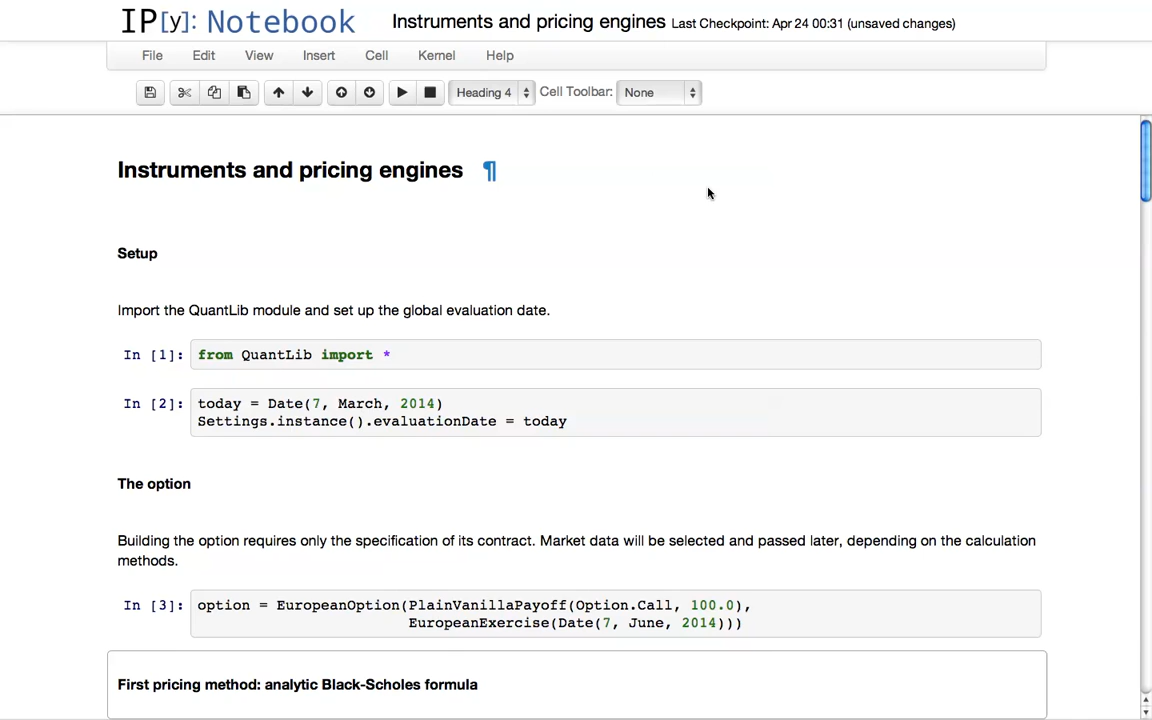 IP[y]: Notebook
Instruments and pricing engines Last Checkpoint: Apr 24 00:31 (unsaved changes)
File Edit View Insert Cell Kernel Help
Heading 4 Cell Toolbar: None
Instruments and pricing engines ¶
Setup
Import the QuantLib module and set up the global evaluation date.
In [1]: from QuantLib import *
In [2]: today = Date(7, March, 2014)
Settings.instance().evaluationDate = today
The option
Building the option requires only the specification of its contract. Market data will be selected and passed later, depending on the calculation
methods.
In [3]: option = EuropeanOption(PlainVanillaPayoff(Option.Call, 100.0),
EuropeanExercise(Date(7, June, 2014)))
First pricing method: analytic Black-Scholes formula